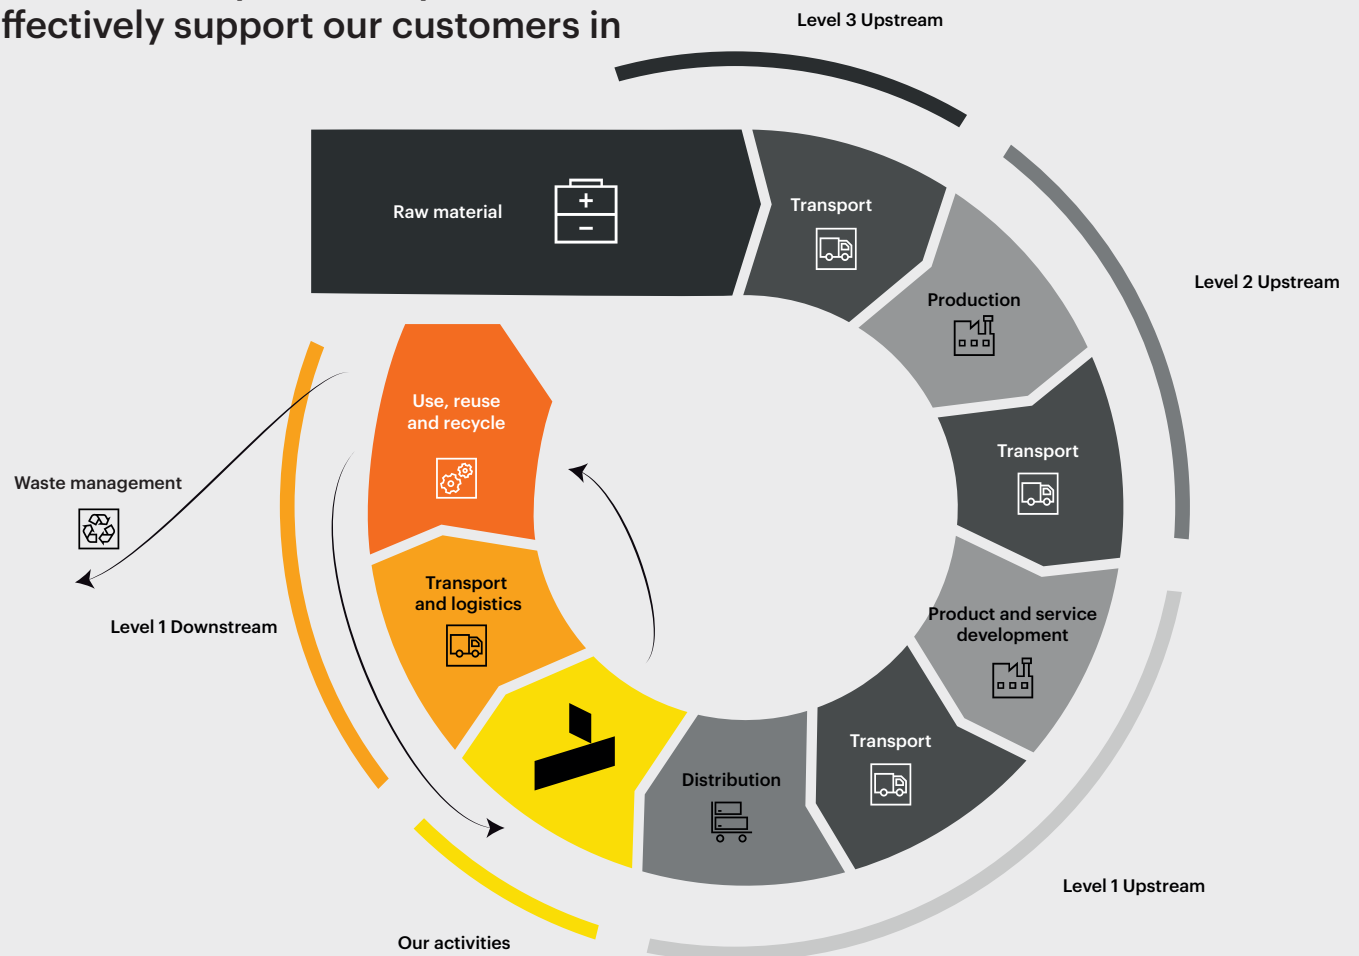 ffectively support our customers in
Level 3 Upstream
Raw material
Transport
Production
Level 2 Upstream
Use, reuse
and recycle
Transport
Waste management
Transport
and logistics
Product and service
development
Level 1 Downstream
Transport
Distribution
Level 1 Upstream
Our activities